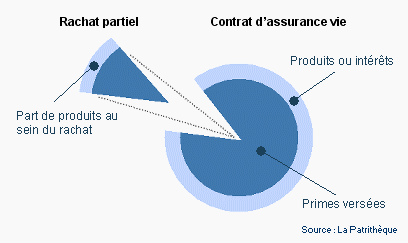 Rachat partiel
Contrat d’assurance vie
Produits ou intérêts
Part de produits au
sein du rachat
Primes versées
Source : La Patrithèque